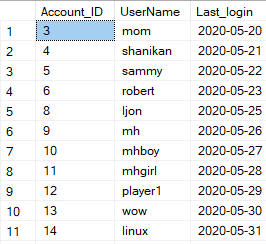 Account_ID UserName Last_login
1 3 mom 2020-05-20
2 4 shanikan 2020-05-21
3 5 sammy 2020-05-22
4 6 robert 2020-05-23
5 8 ljon 2020-05-25
6 9 mh 2020-05-26
7 10 mhboy 2020-05-27
8 11 mhgirl 2020-05-28
9 12 player1 2020-05-29
10 13 wow 2020-05-30
11 14 linux 2020-05-31